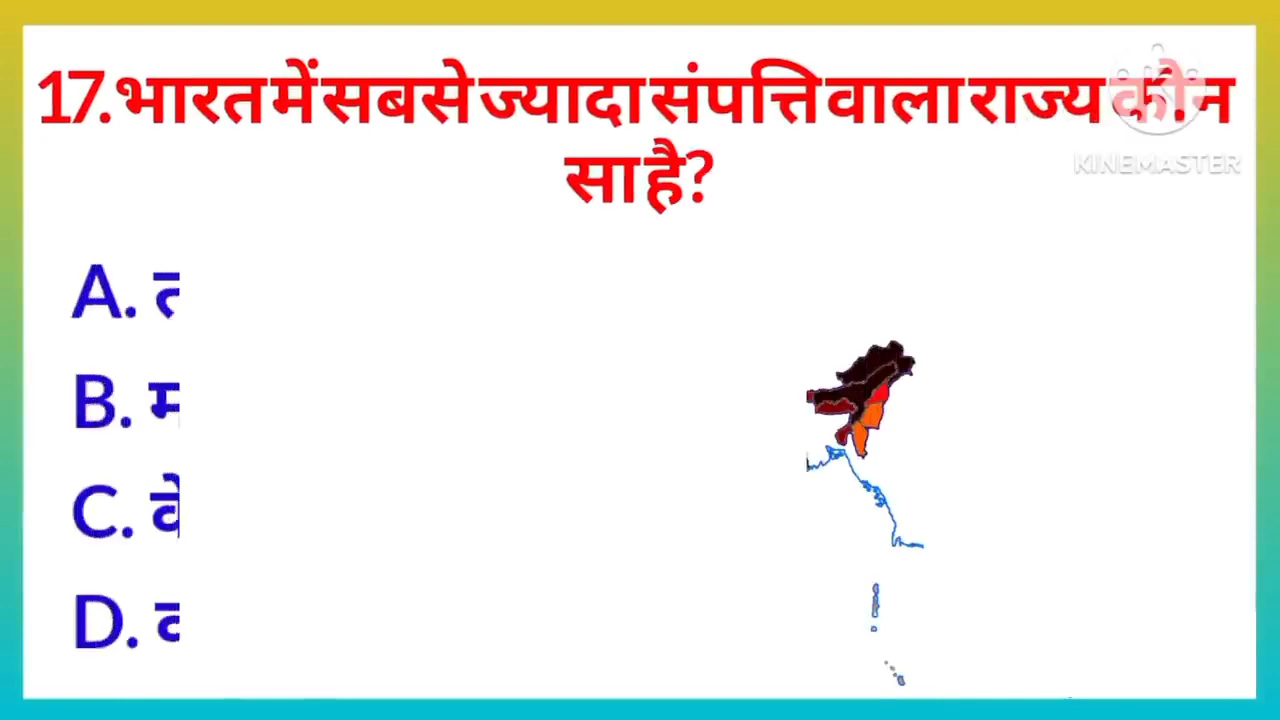 17. भारत में सबसे ज्यादा संपत्ति वाला राज्य कौन
सा है?
KINEMASTER
A.
B.
C.
D.